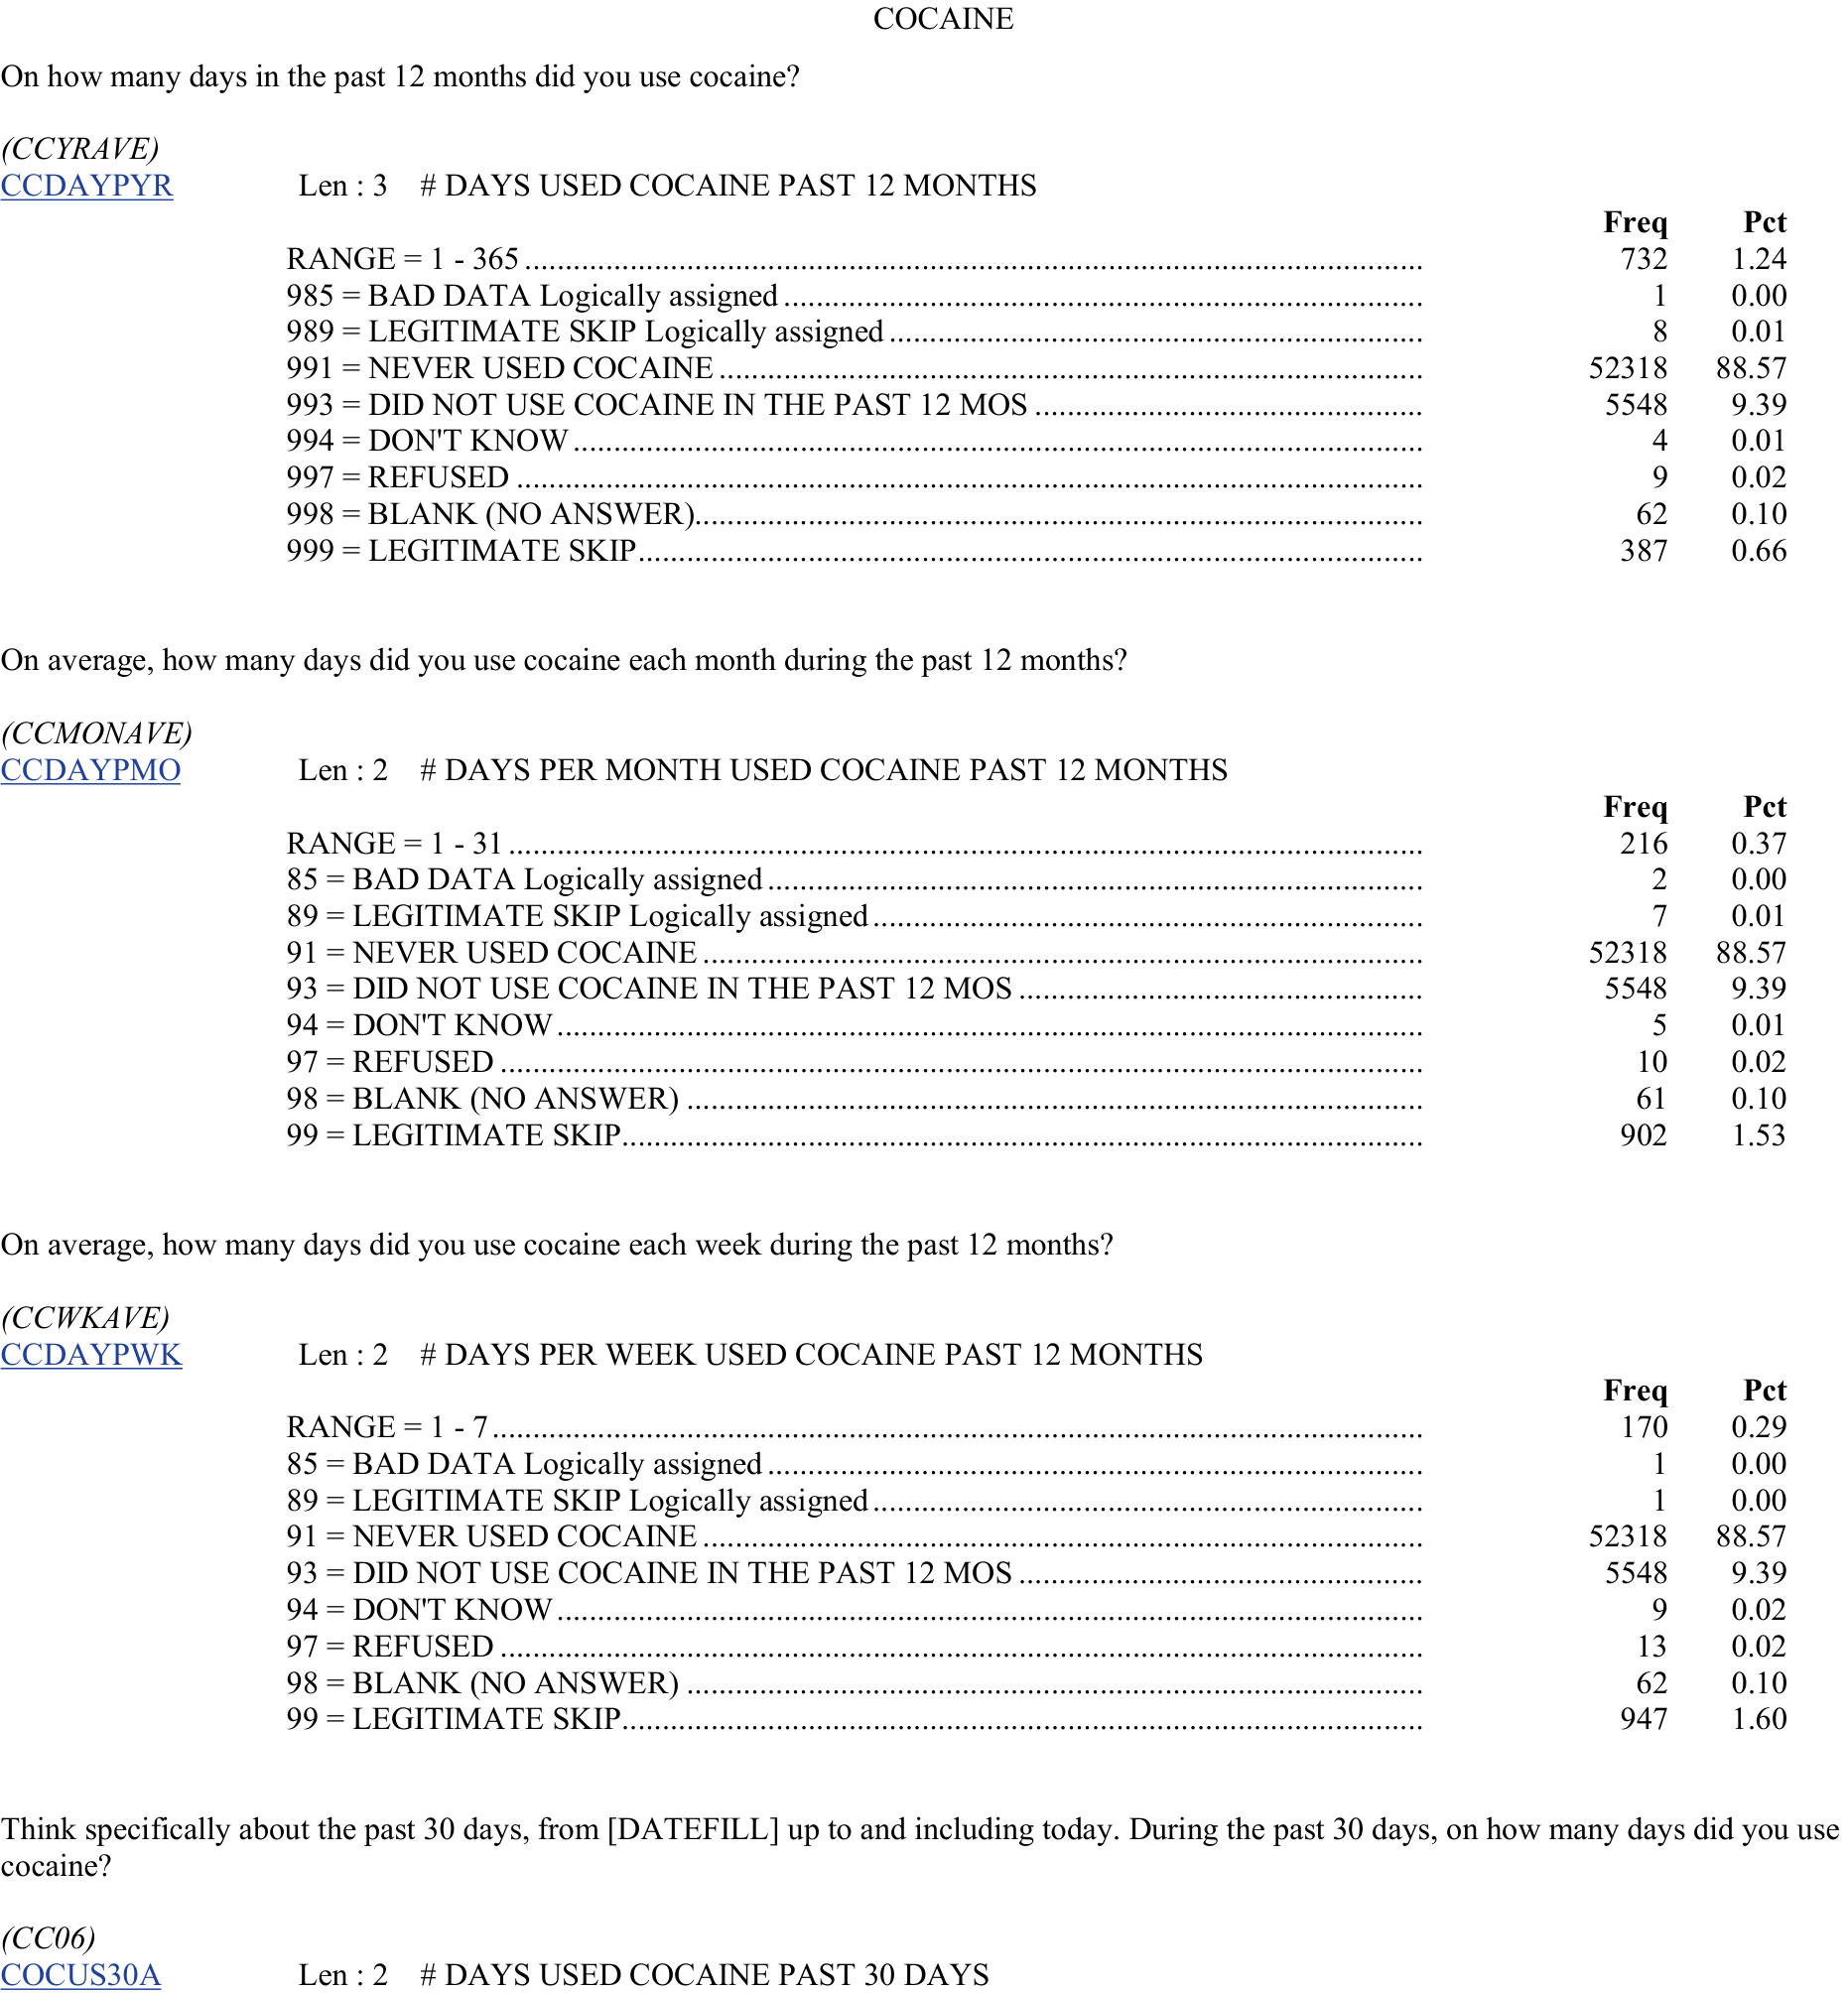 COCAINE
On how many days in the past 12 months did you use cocaine?
(CCYRAVE)
CCDAYPYR Len : 3 # DAYS USED COCAINE PAST 12 MONTHS
Freq Pct
RANGE = 1 - 365 ................................................ 732 1.24
985 = BAD DATA Logically assigned ................................................ 1 0.00
989 = LEGITIMATE SKIP Logically assigned ................................................ 8 0.01
991 = NEVER USED COCAINE ................................................ 52318 88.57
993 = DID NOT USE COCAINE IN THE PAST 12 MOS ................................................ 5548 9.39
994 = DON'T KNOW ................................................ 4 0.01
997 = REFUSED ................................................ 9 0.02
998 = BLANK (NO ANSWER)................................................ 62 0.10
999 = LEGITIMATE SKIP................................................ 387 0.66
On average, how many days did you use cocaine each month during the past 12 months?
(CCMONAVE)
CCDAYPMO Len : 2 # DAYS PER MONTH USED COCAINE PAST 12 MONTHS
Freq Pct
RANGE = 1 - 31 ................................................ 216 0.37
85 = BAD DATA Logically assigned ................................................ 2 0.00
89 = LEGITIMATE SKIP Logically assigned ................................................ 7 0.01
91 = NEVER USED COCAINE ................................................ 52318 88.57
93 = DID NOT USE COCAINE IN THE PAST 12 MOS ................................................ 5548 9.39
94 = DON'T KNOW ................................................ 5 0.01
97 = REFUSED ................................................ 10 0.02
98 = BLANK (NO ANSWER) ................................................ 61 0.10
99 = LEGITIMATE SKIP................................................ 902 1.53
On average, how many days did you use cocaine each week during the past 12 months?
(CCWKAVE)
CCDAYPWK Len : 2 # DAYS PER WEEK USED COCAINE PAST 12 MONTHS
Freq Pct
RANGE = 1 - 7 ................................................ 170 0.29
85 = BAD DATA Logically assigned ................................................ 1 0.00
89 = LEGITIMATE SKIP Logically assigned ................................................ 1 0.00
91 = NEVER USED COCAINE ................................................ 52318 88.57
93 = DID NOT USE COCAINE IN THE PAST 12 MOS ................................................ 5548 9.39
94 = DON'T KNOW ................................................ 9 0.02
97 = REFUSED ................................................ 13 0.02
98 = BLANK (NO ANSWER) ................................................ 62 0.10
99 = LEGITIMATE SKIP................................................ 947 1.60
Think specifically about the past 30 days, from [DATEFILL] up to and including today. During the past 30 days, on how many days did you use
cocaine?
(CC06)
COCUS30A Len : 2 # DAYS USED COCAINE PAST 30 DAYS